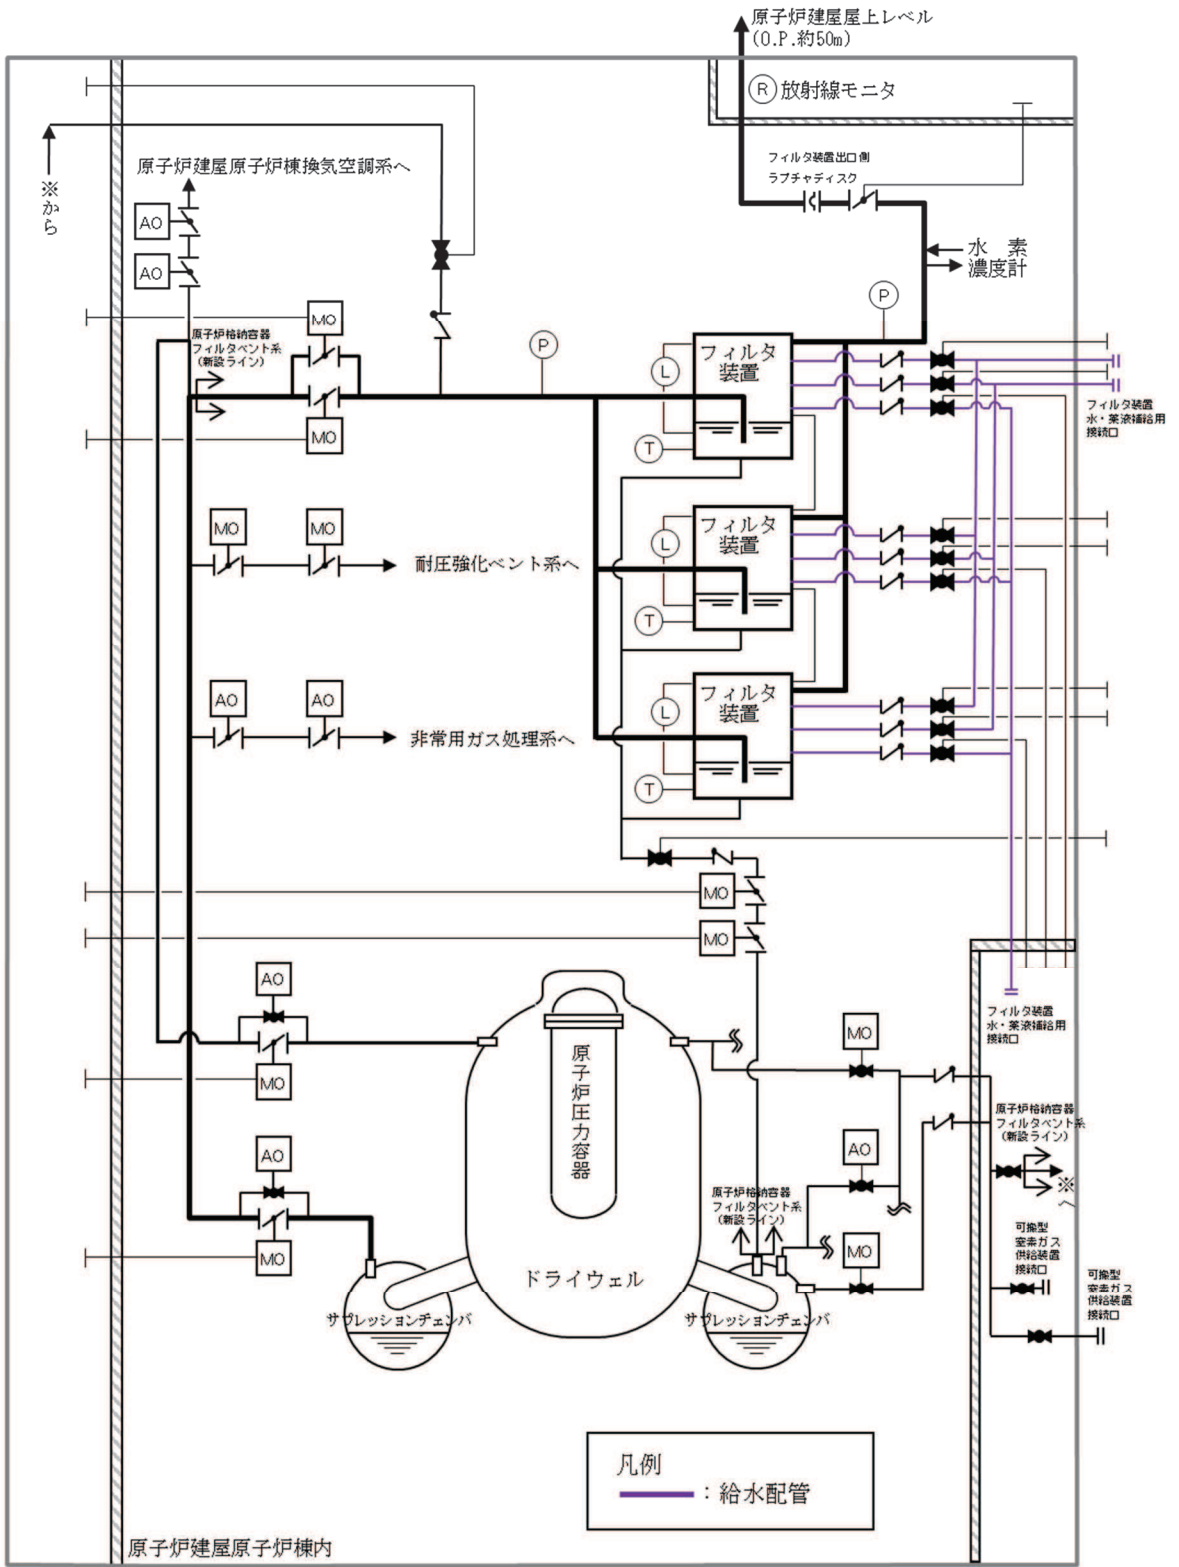 原子炉建屋屋上レベル
(O.P.約50m)
R 放射線モニタ
フィルタ装置出口側
ラプチャディスク
※から
原子炉建屋原子炉棟換気空調系へ
AO
AO
水 素
濃度計
P
MO
原子炉格納容器
フィルタベント系
(新設ライン)
P
MO
フィルタ
装置
L
T
フィルタ装置
水・薬液補給用
接続口
MO
MO
耐圧強化ベント系へ
フィルタ
装置
L
T
AO
AO
非常用ガス処理系へ
フィルタ
装置
L
T
MO
MO
AO
MO
原子炉圧力容器
MO
フィルタ装置
水・薬液補給用
接続口
原子炉格納容器
フィルタベント系
(新設ライン)
※へ
AO
AO
MO
原子炉格納容器
フィルタベント系
(新設ライン)
MO
ドライウェル
サプレッションチェンバ
サプレッションチェンバ
可搬型
窒素ガス
供給装置
接続口
可搬型
窒素ガス
供給装置
接続口
凡例
：給水配管
原子炉建屋原子炉棟内